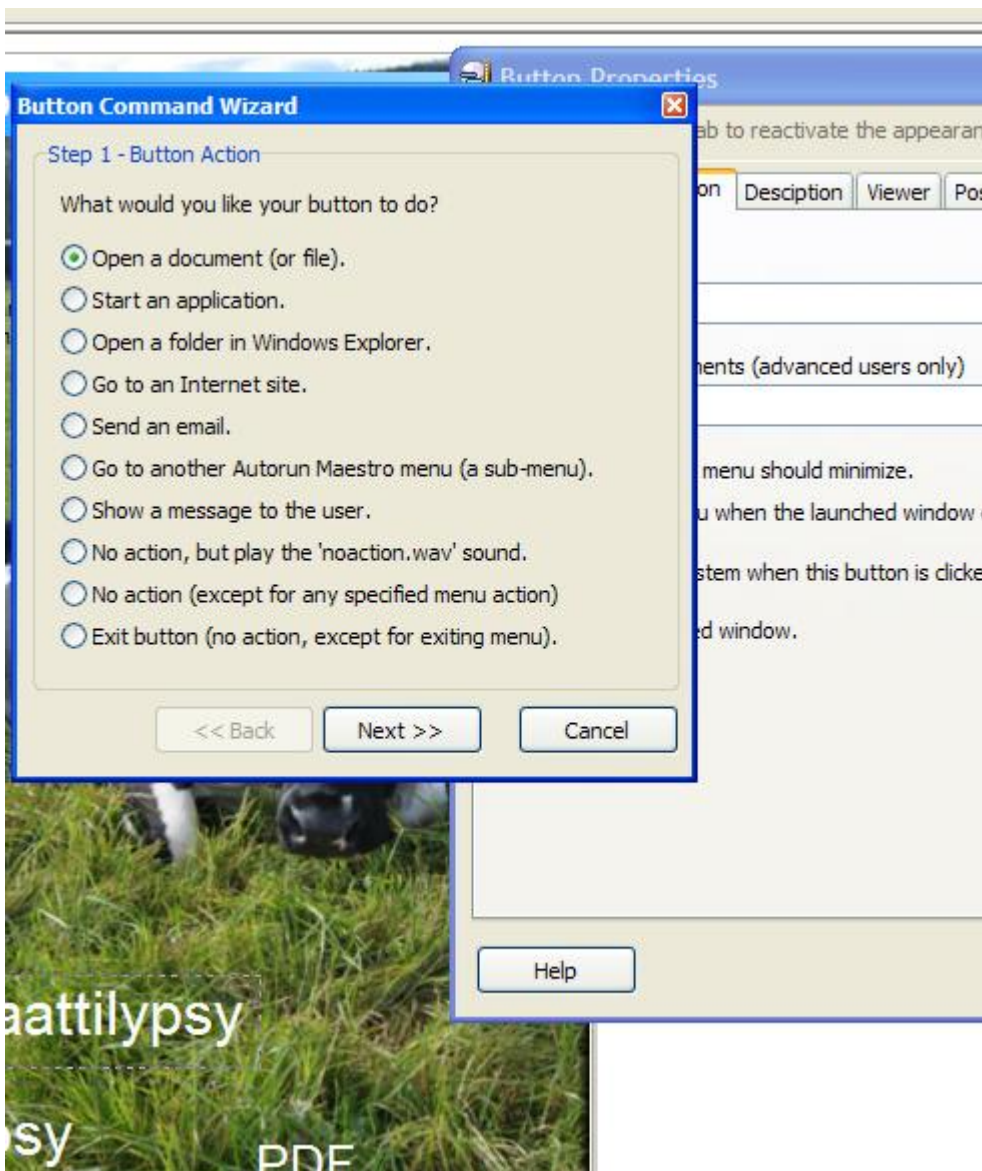 Button Properties
Button Command Wizard
ab to reactivate the appearan
Step 1 - Button Action
on Desciption Viewer Pos
What would you like your button to do?
Open a document (or file).
Start an application.
Open a folder in Windows Explorer.
ments (advanced users only)
Go to an Internet site.
Send an email.
Go to another Autorun Maestro menu (a sub-menu).
menu should minimize.
Show a message to the user.
u when the launched window
No action, but play the 'noaction.wav' sound.
stem when this button is clicke
No action (except for any specified menu action)
Exit button (no action, except for exiting menu).
ed window.
<< Back Next >> Cancel
Help
aattilypsy
psy
PDF